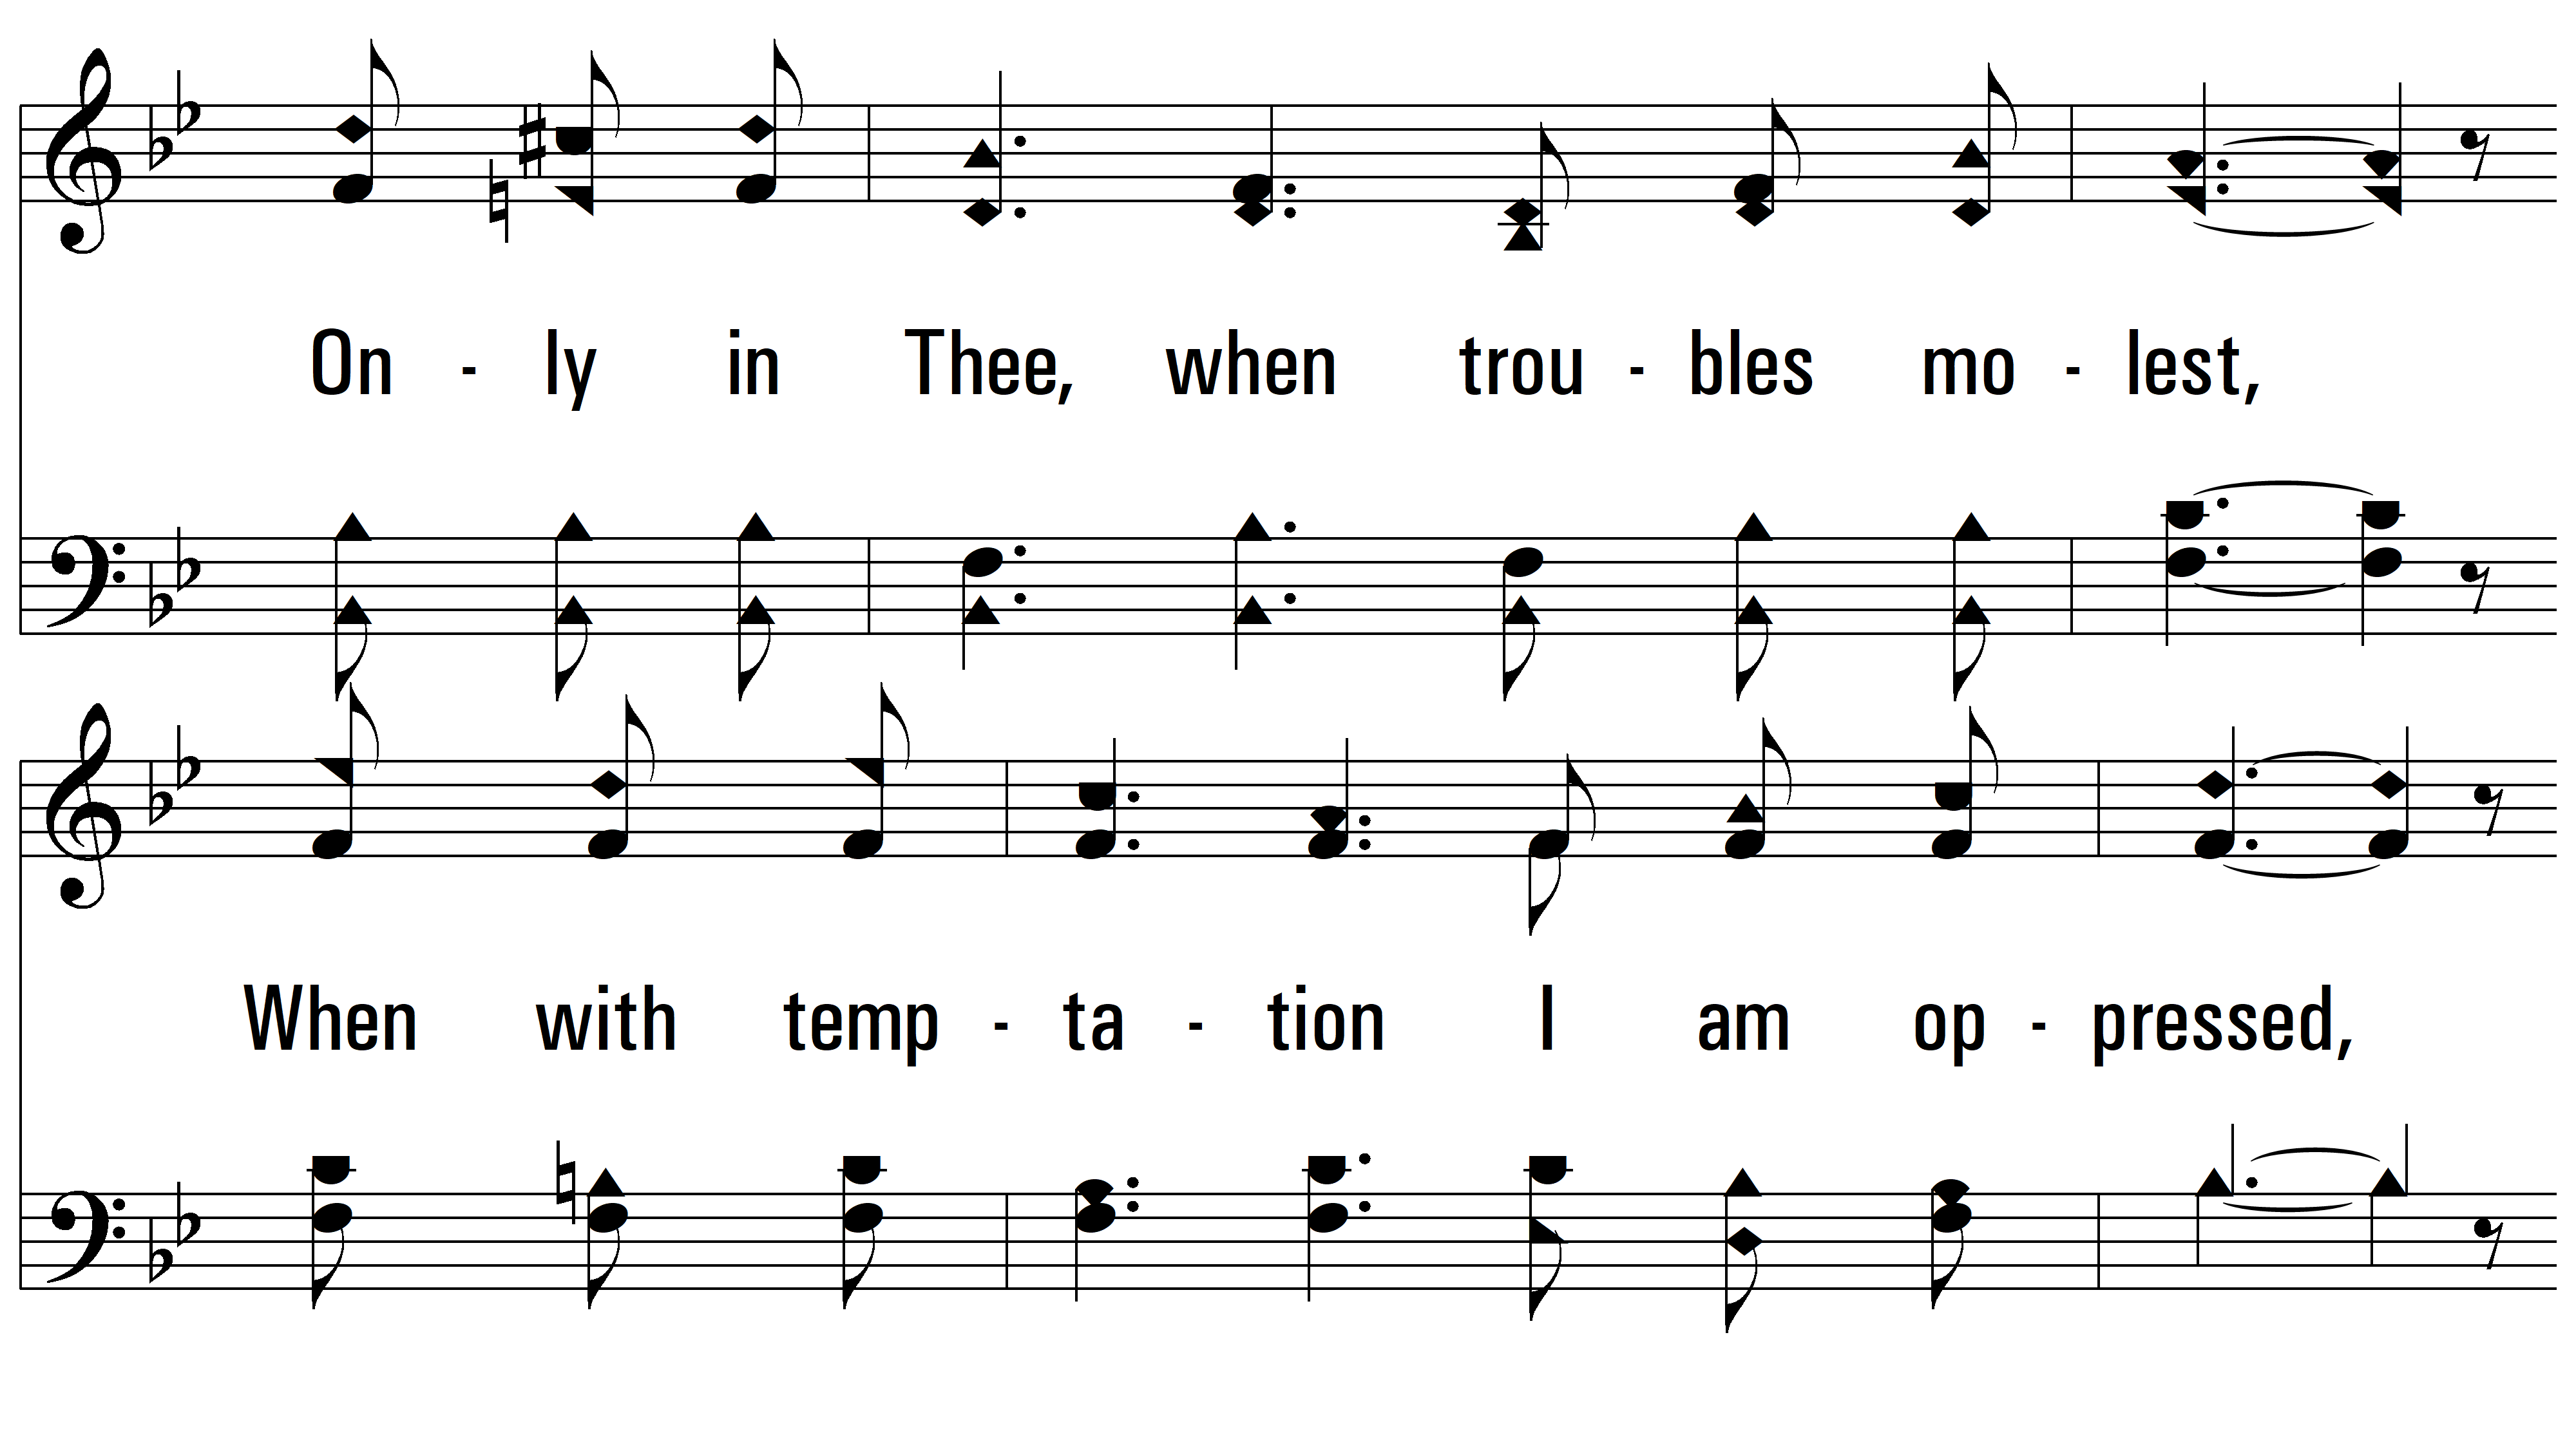 On - ly in Thee, when trou - bles mo - lest,
When with temp - ta - tion I am op - pressed,